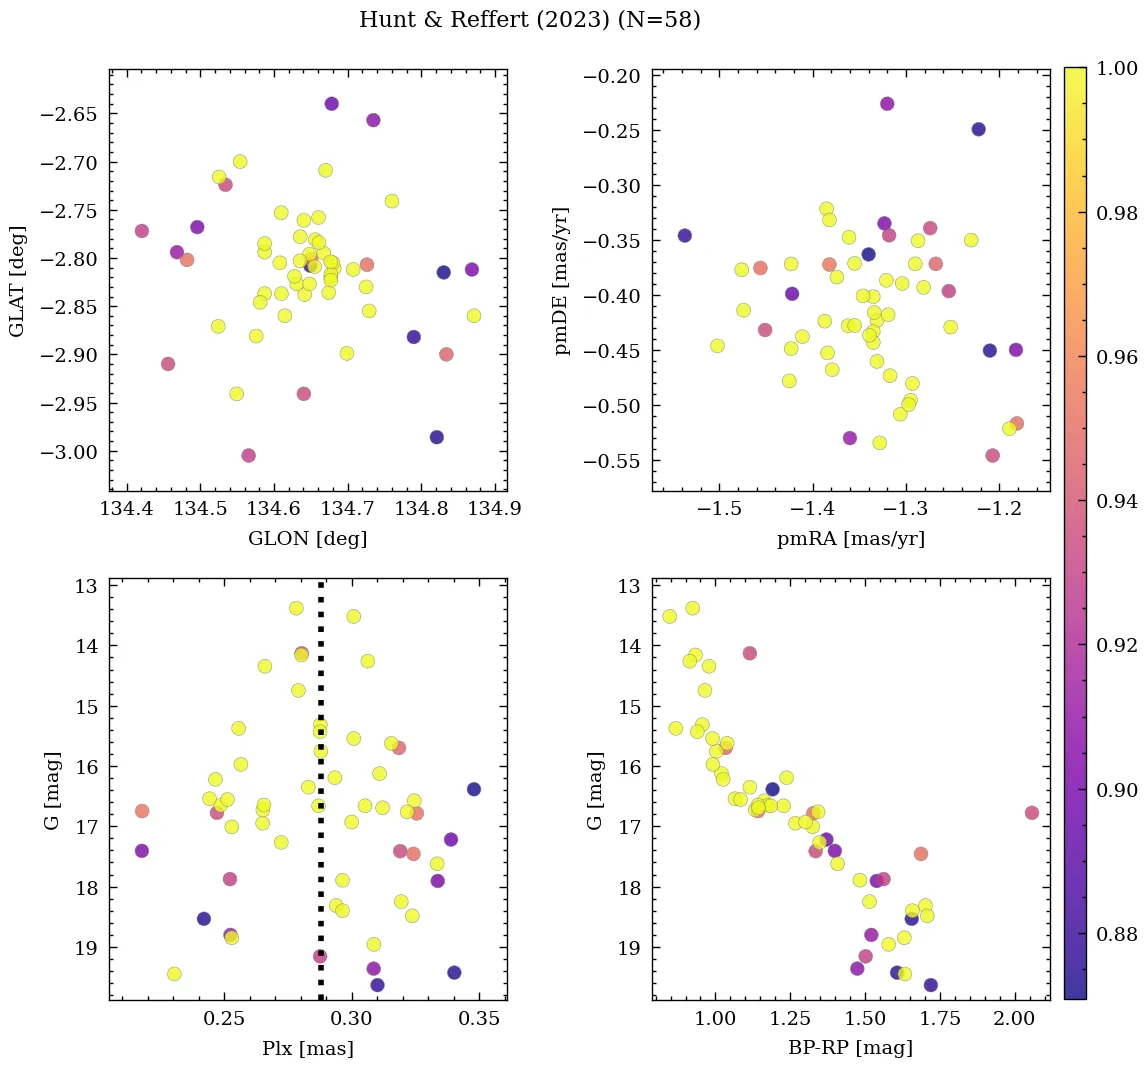 Hunt & Reffert (2023) (N=58)
−2.65
−2.70
−2.75
−2.80
−2.85
−2.90
−2.95
−3.00
GLAT [deg]
134.4 134.5 134.6 134.7 134.8 134.9
GLON [deg]
−0.20
−0.25
−0.30
−0.35
−0.40
−0.45
−0.50
−0.55
pmDE [mas/yr]
−1.5 −1.4 −1.3 −1.2
pmRA [mas/yr]
1.00
0.98
0.96
0.94
0.92
0.90
0.88
13
14
15
16
17
18
19
G [mag]
0.25 0.30 0.35
Plx [mas]
13
14
15
16
17
18
19
G [mag]
1.00 1.25 1.50 1.75 2.00
BP-RP [mag]